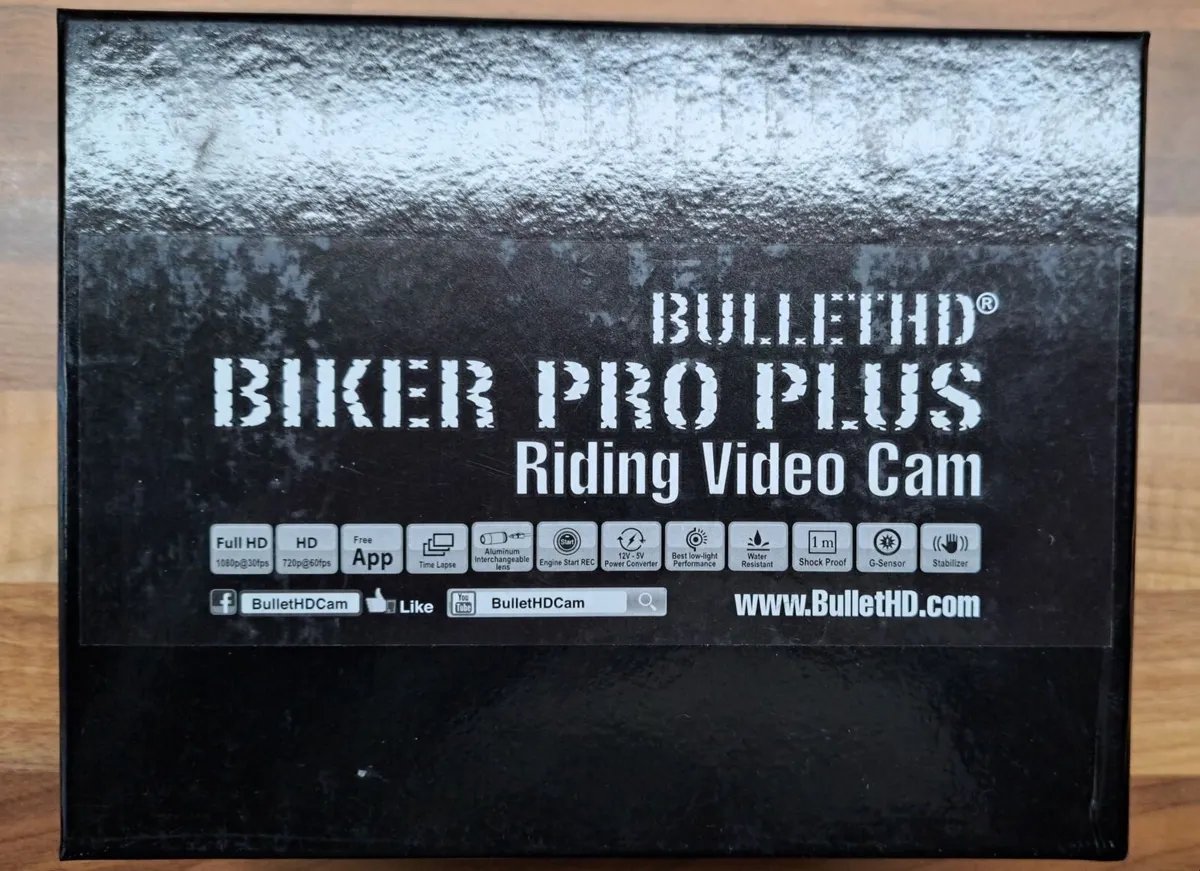 BULLETHD®
BIKER PRO PLUS
Riding Video Cam
Full HD
1080p@30fps
HD
720p@60fps
Free
App
Time Lapse
Aluminum
Interchangeable
lens
Start
Engine Start REC
12V - 5V
Power Converter
Best low-light
Performance
Water
Resistant
1 m
Shock Proof
G-Sensor
Stabilizer
f BulletHDCam Like
You
Tube
BulletHDCam
www.BulletHD.com